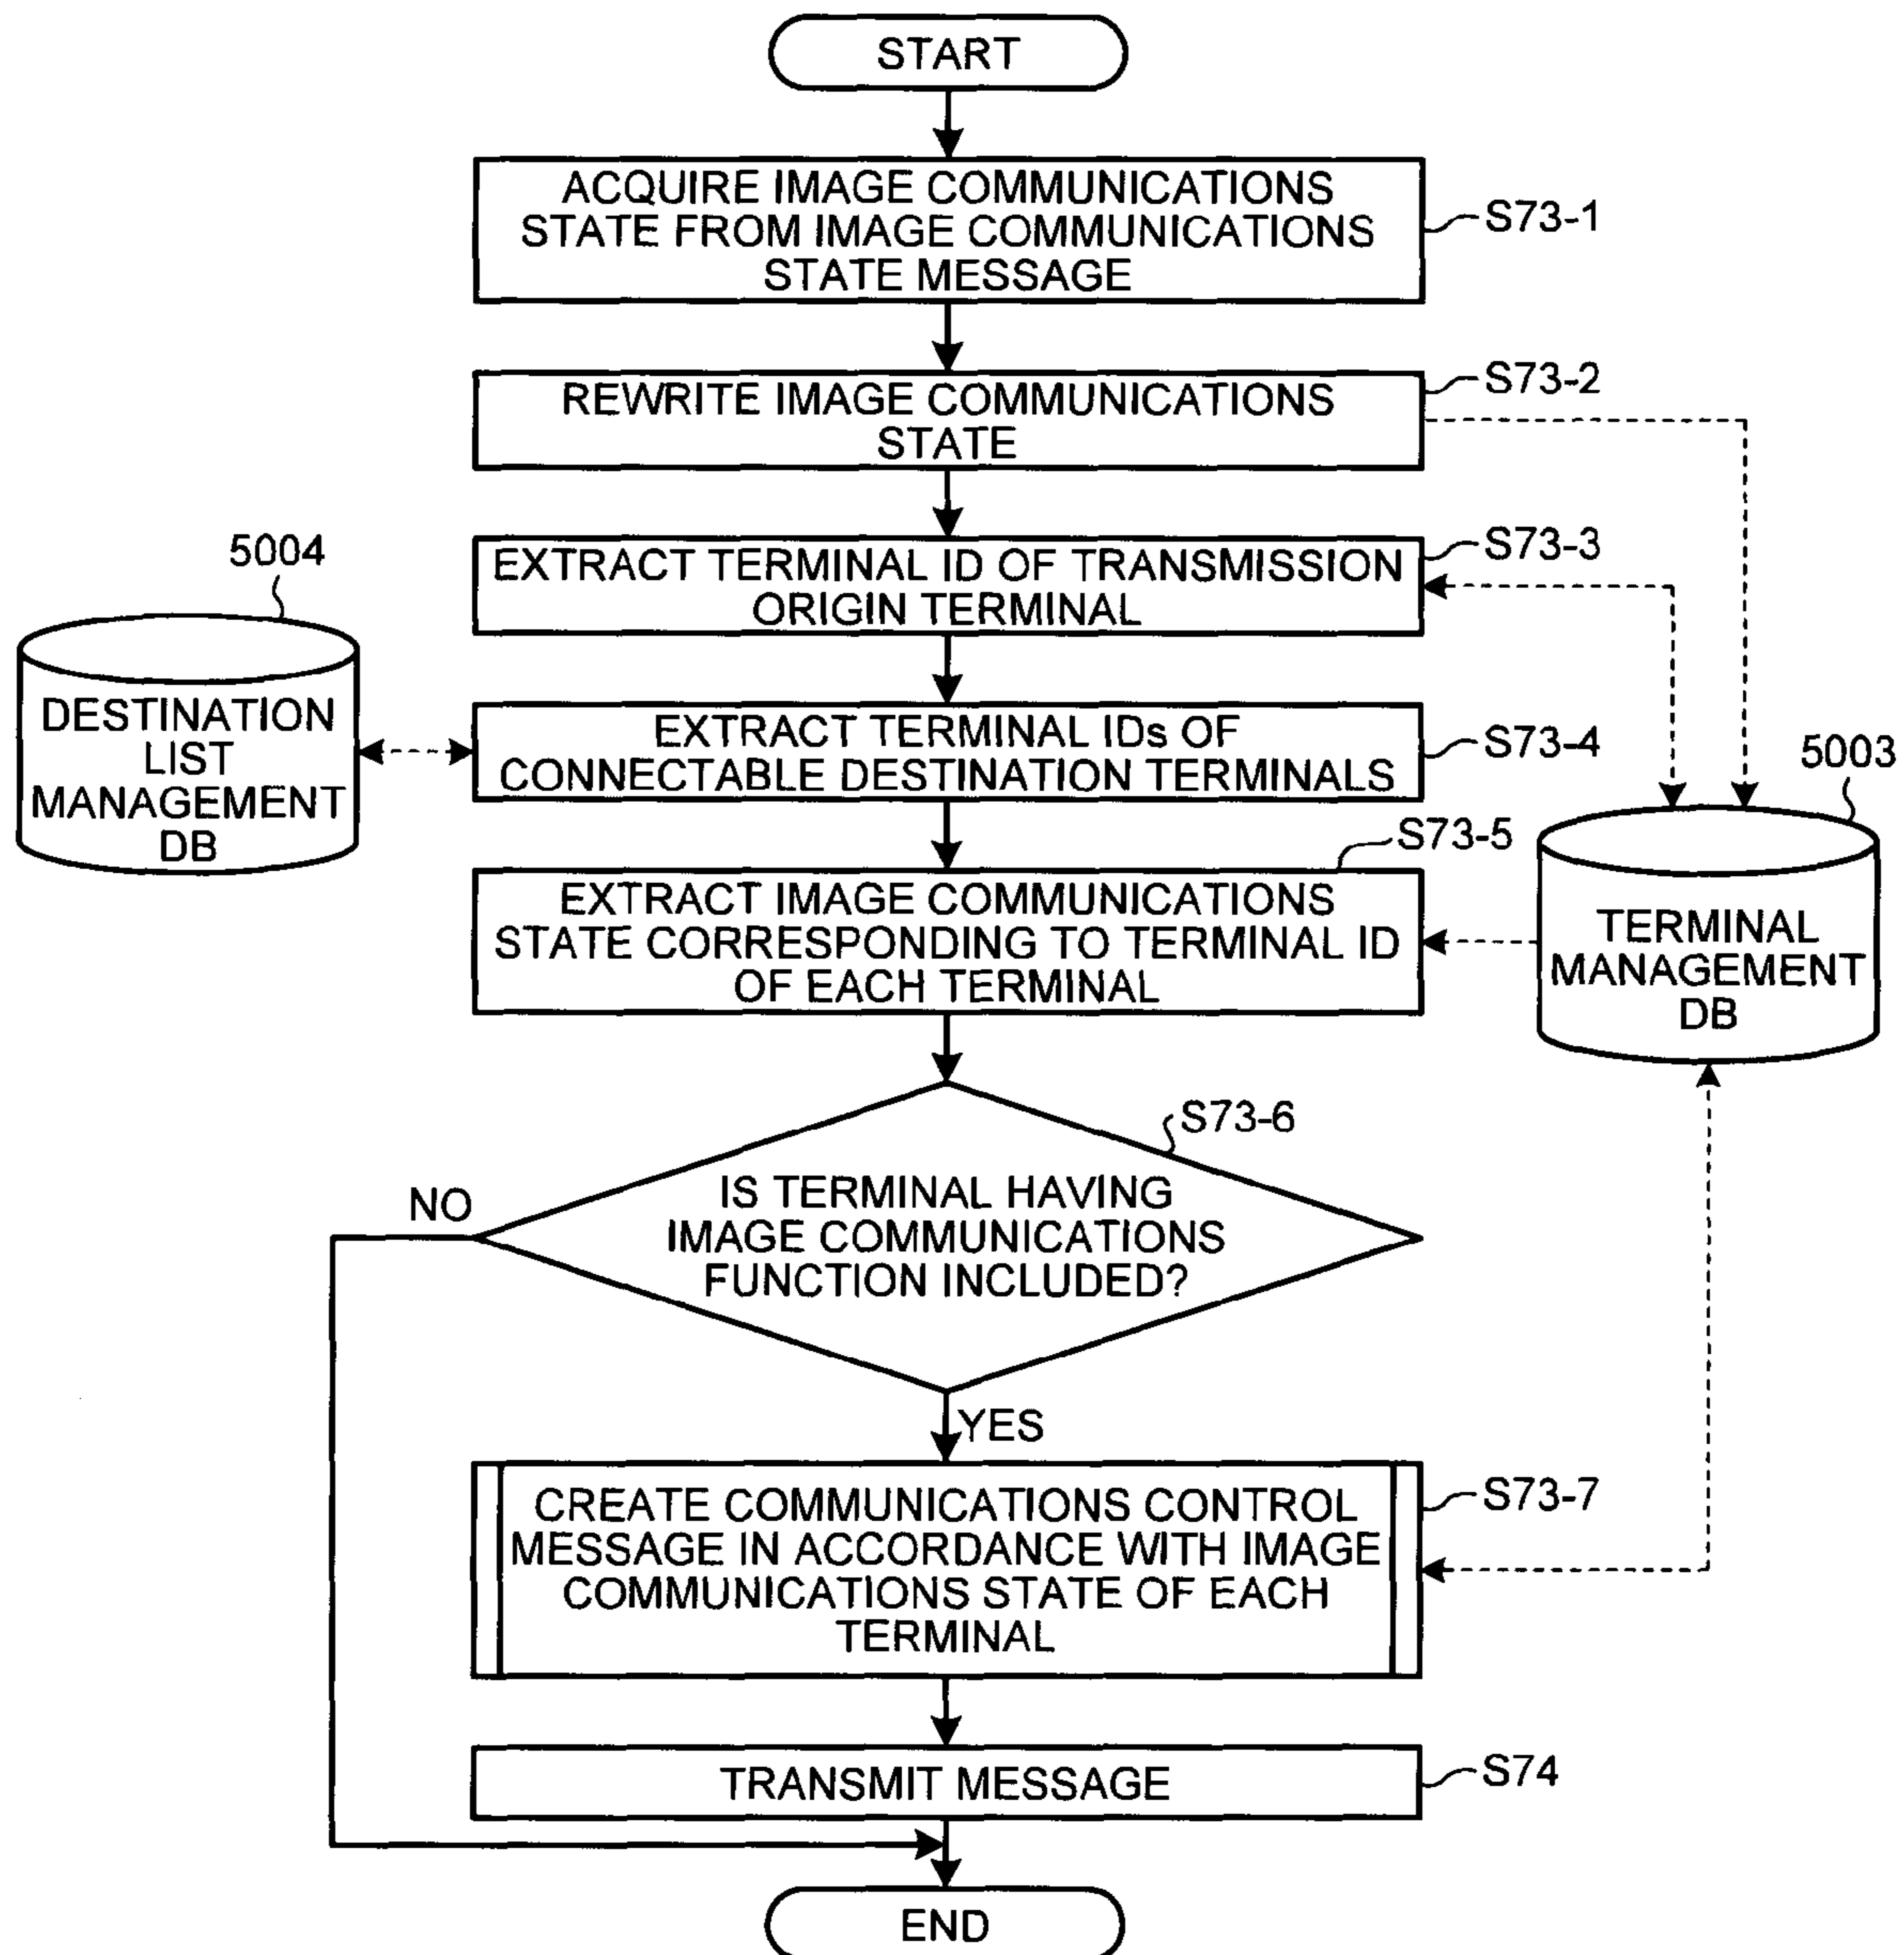 START
ACQUIRE IMAGE COMMUNICATIONS
STATE FROM IMAGE COMMUNICATIONS
STATE MESSAGE
S73-1
REWRITE IMAGE COMMUNICATIONS
STATE
S73-2
EXTRACT TERMINAL ID OF TRANSMISSION
ORIGIN TERMINAL
S73-3
5004
DESTINATION
LIST
MANAGEMENT
DB
EXTRACT TERMINAL IDs OF
CONNECTABLE DESTINATION TERMINALS
S73-4
5003
TERMINAL
MANAGEMENT
DB
S73-5
EXTRACT IMAGE COMMUNICATIONS
STATE CORRESPONDING TO TERMINAL ID
OF EACH TERMINAL
S73-6
IS TERMINAL HAVING
IMAGE COMMUNICATIONS
FUNCTION INCLUDED?
NO
YES
CREATE COMMUNICATIONS CONTROL
MESSAGE IN ACCORDANCE WITH IMAGE
COMMUNICATIONS STATE OF EACH
TERMINAL
S73-7
TRANSMIT MESSAGE
S74
END